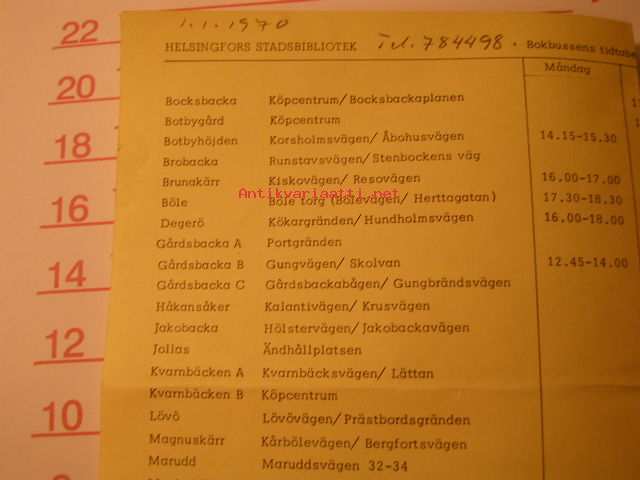 1.1.1970
HELSINGFORS STADSBIBLIOTEK Tel. 784498 . Bokbussens tidtabe
Måndag
Bocksbacka Köpcentrum/Bocksbackaplanen
Botbygård Köpcentrum
Botbyhöjden Korsholmsvägen/ Åbohusvägen 14.15-15.30
Brobacka Runstavsvägen/Stenbockens väg
Brunakärr Kiskovägen/ Resovägen 16.00-17.00
Antikvariaatti.net
Böle Böle torg (Bölevägen/ Herttagatan) 17.30-18.30
Degerö Kökargränden/Hundholmsvägen 16.00-18.00
Gårdsbacka A Portgränden
Gårdsbacka B Gungvägen/ Skolvan 12.45-14.00
Gårdsbacka C Gårdsbackabågen/ Gungbrändsvägen
Håkansåker Kalantivägen/ Krusvägen
Jakobacka Hölstervägen/ Jakobackavägen
Jollas Ändhållplatsen
Kvarnbäcken A Kvarnbäcksvägen/ Lättan
Kvarnbäcken B Köpcentrum
Lövö Lövövägen/ Prästbordsgränden
Magnuskärr Kårbölevägen/ Bergfortsvägen
Marudd Maruddsvägen 32-34
22
20
18
16
14
12
10